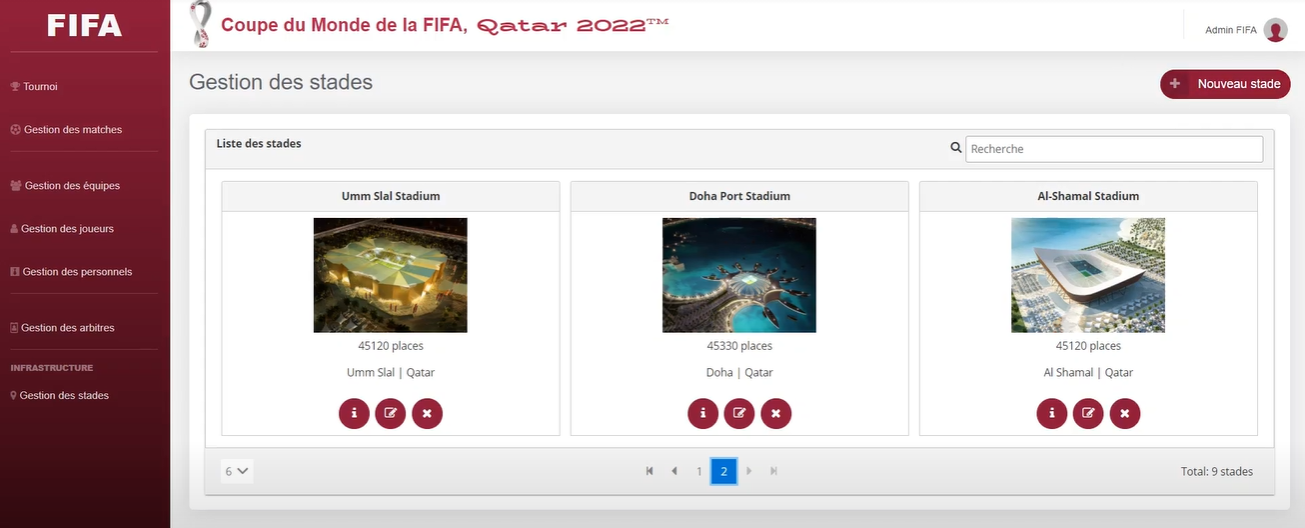 FIFA
Coupe du Monde de la FIFA, Qatar 2022™
Admin FIFA
Tournoi
Gestion des matches
Gestion des équipes
Gestion des joueurs
Gestion des personnels
Gestion des arbitres
INFRASTRUCTURE
Gestion des stades
Gestion des stades
+ Nouveau stade
Liste des stades
Recherche
Umm Slal Stadium
Doha Port Stadium
Al-Shamal Stadium
45120 places
45330 places
45120 places
Umm Slal | Qatar
Doha | Qatar
Al Shamal | Qatar
6
1
2
Total: 9 stades